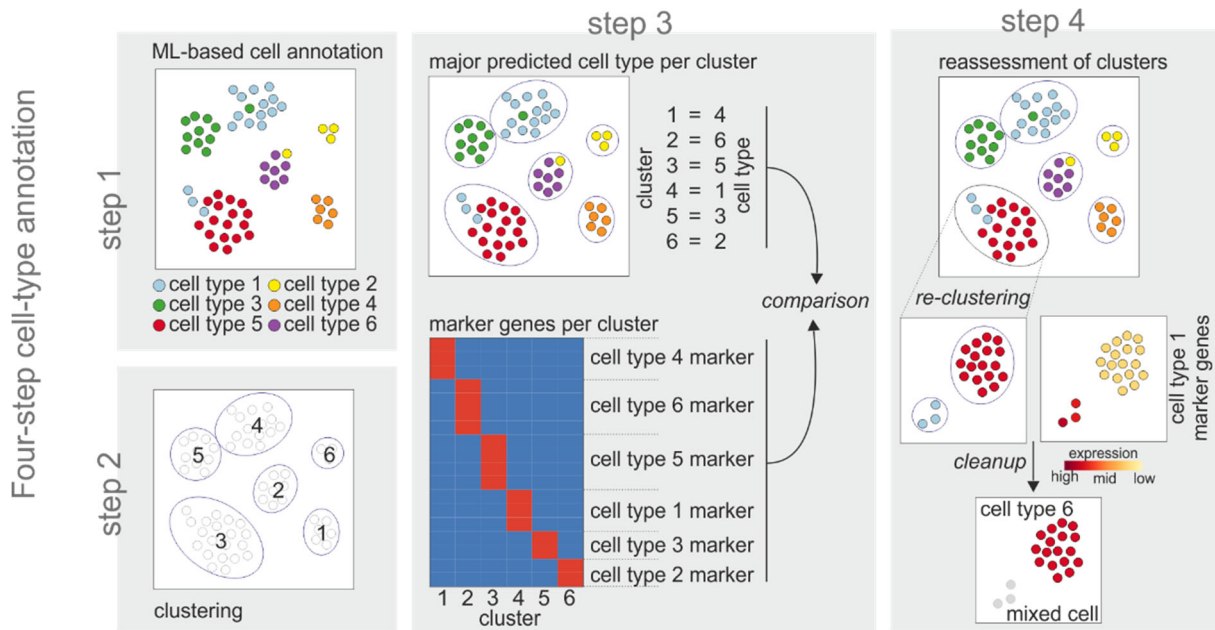 Four-step cell-type annotation
step 1
ML-based cell annotation
cell type 1 cell type 2
cell type 3 cell type 4
cell type 5 cell type 6
step 2
4
5
6
2
3
1
clustering
step 3
major predicted cell type per cluster
cluster
1 = 4
2 = 6
3 = 5
4 = 1
5 = 3
6 = 2
cell type
comparison
marker genes per cluster
cell type 4 marker
cell type 6 marker
cell type 5 marker
cell type 1 marker
cell type 3 marker
cell type 2 marker
1 2 3 4 5 6
cluster
step 4
reassessment of clusters
re-clustering
cell type 1
marker genes
cleanup
expression
high mid low
cell type 6
mixed cell